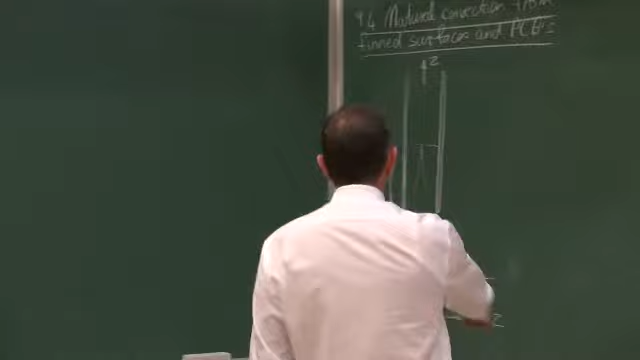 9.4 Natural convection from
finned surfaces and PCB's
z